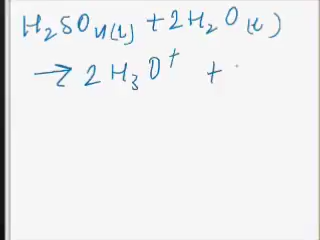 H₂SO₄(l) + 2H₂O(l)
→ 2H₃O⁺ +